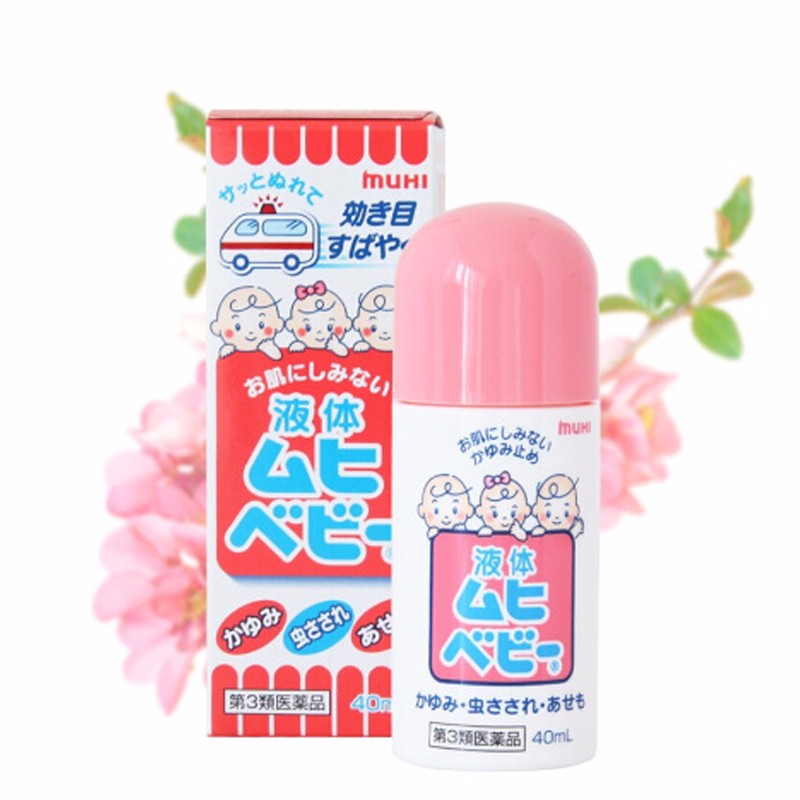 サッとぬれて
muHI
効き目
すばやく
お肌にしみない
液体
ムヒ
ベビー
かゆみ
虫さされ
あせ
第3類医薬品
40m
muHI
お肌にしみない
かゆみ止め
液体
ムヒ
ベビー®
かゆみ・虫さされ・あせも
第3類医薬品
40mL